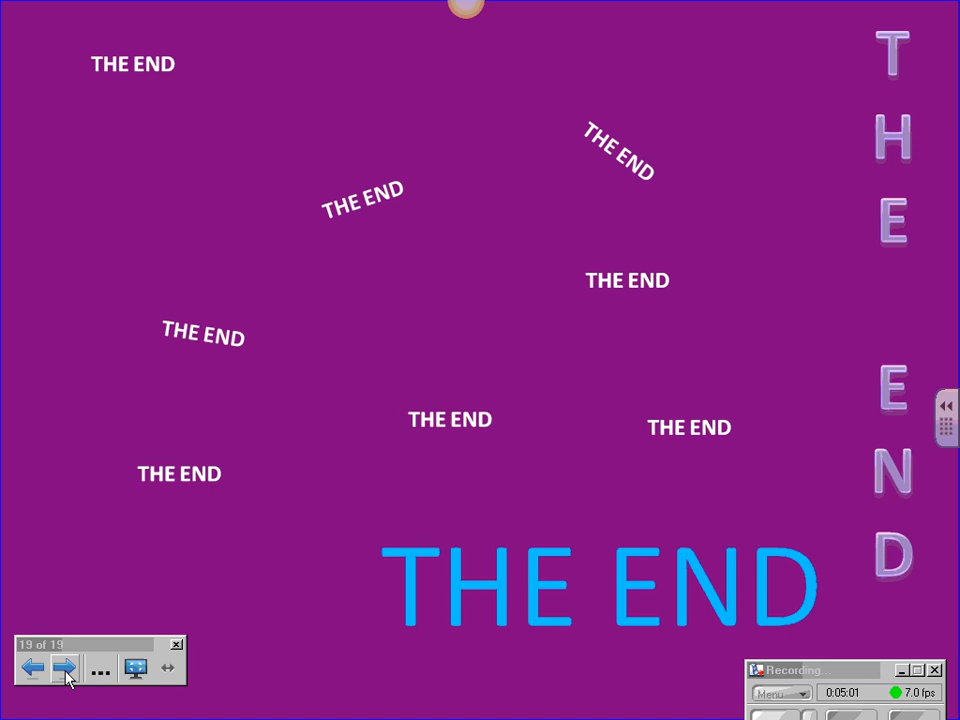 THE END
THE END
THE END
THE END
THE END
THE END
THE END
THE END
THE END
T
H
E
E
N
D
19 of 19
...
Recording...
Menu
0:05:01
7.0 fps